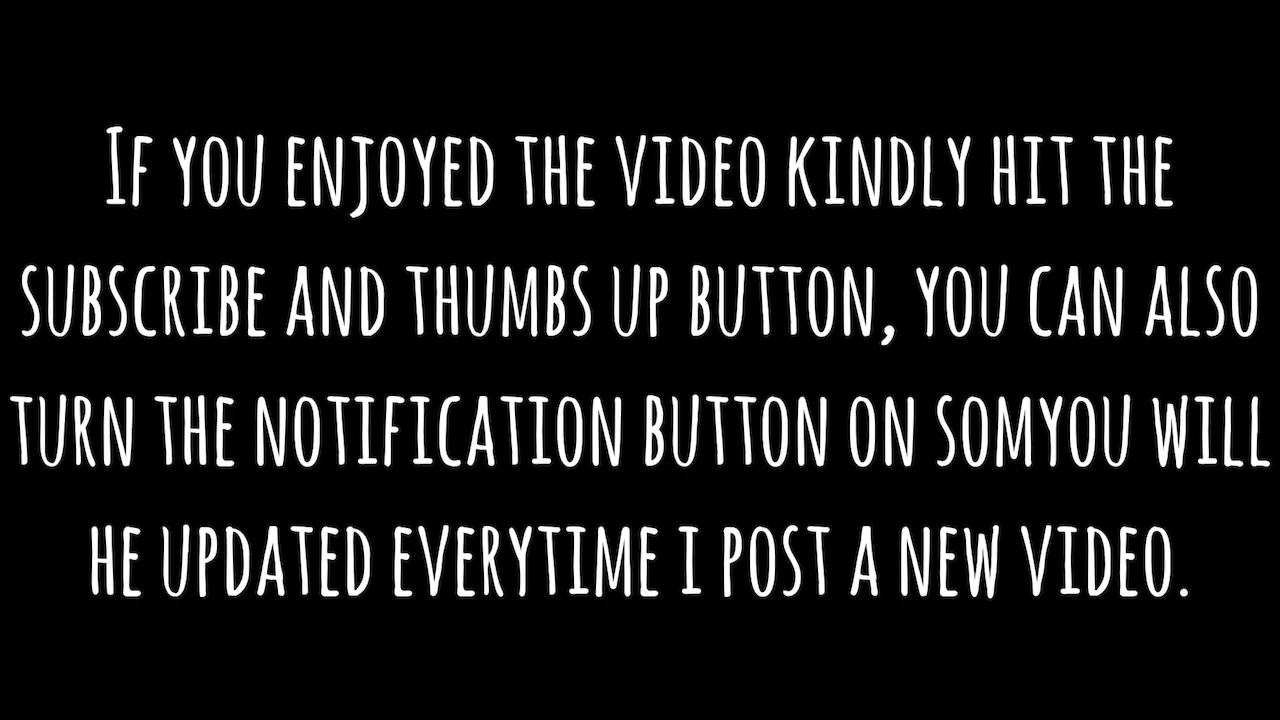 If you enjoyed the video kindly hit the
subscribe and thumbs up button, you can also
turn the notification button on somyou will
he updated everytime i post a new video.